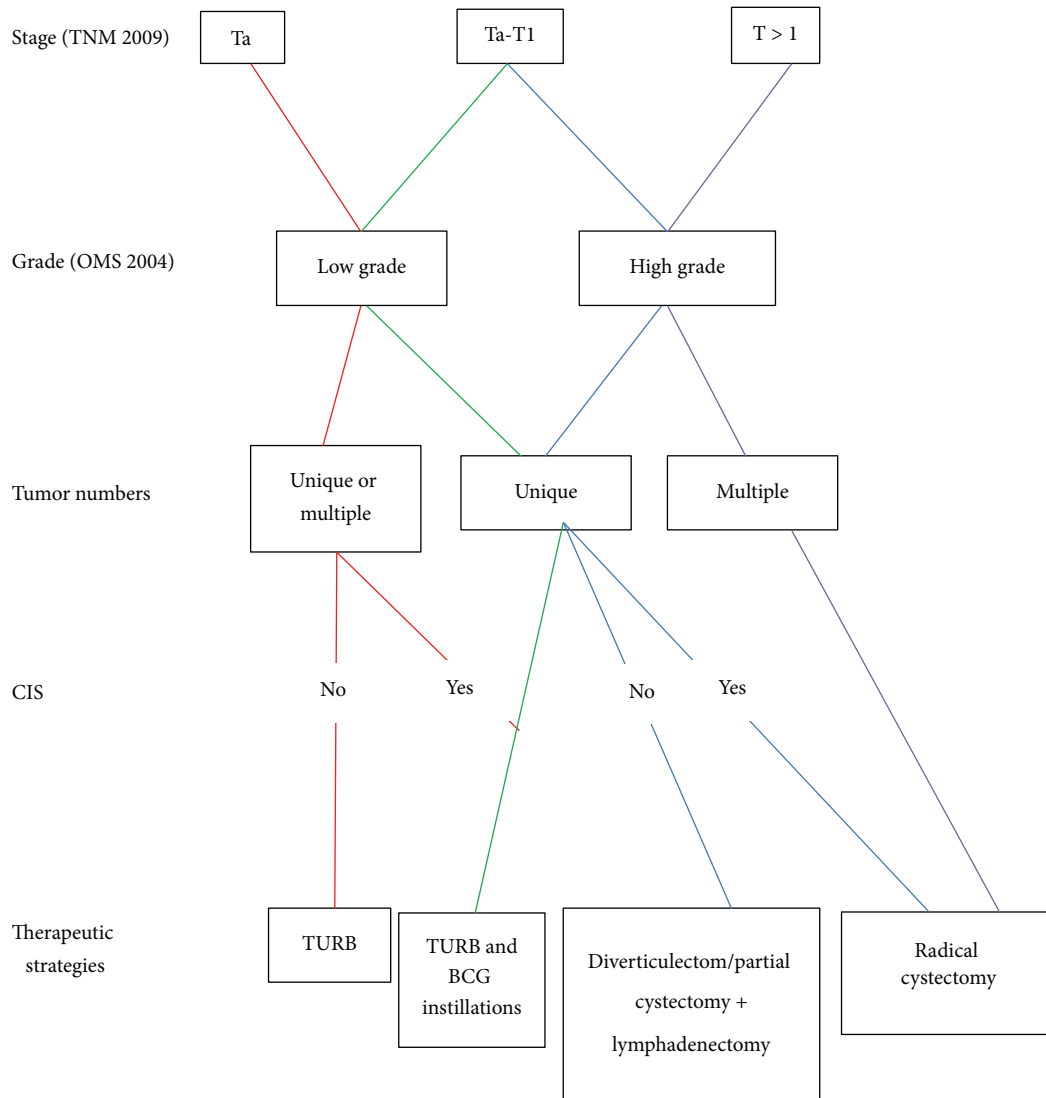 Stage (TNM 2009)
Ta
Ta-T1
T > 1
Grade (OMS 2004)
Low grade
High grade
Tumor numbers
Unique or
multiple
Unique
Multiple
CIS
No
Yes
No
Yes
Therapeutic
strategies
TURB
TURB and
BCG
instillations
Diverticulectom/partial
cystectomy +
lymphadenectomy
Radical
cystectomy